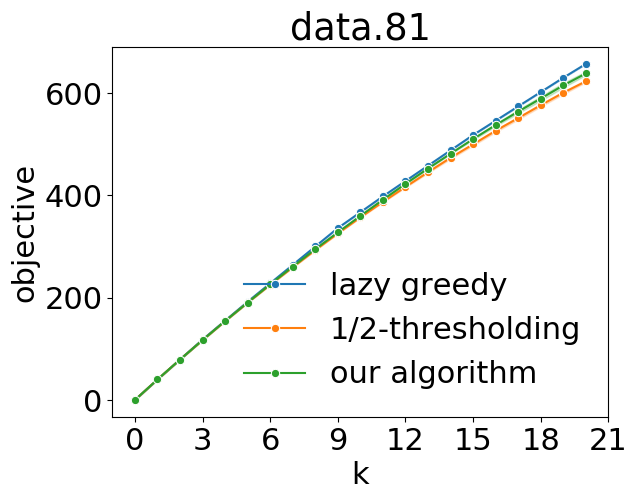 data.81
objective
600
400
200
0
lazy greedy
1/2-thresholding
our algorithm
0 3 6 9 12 15 18 21
k